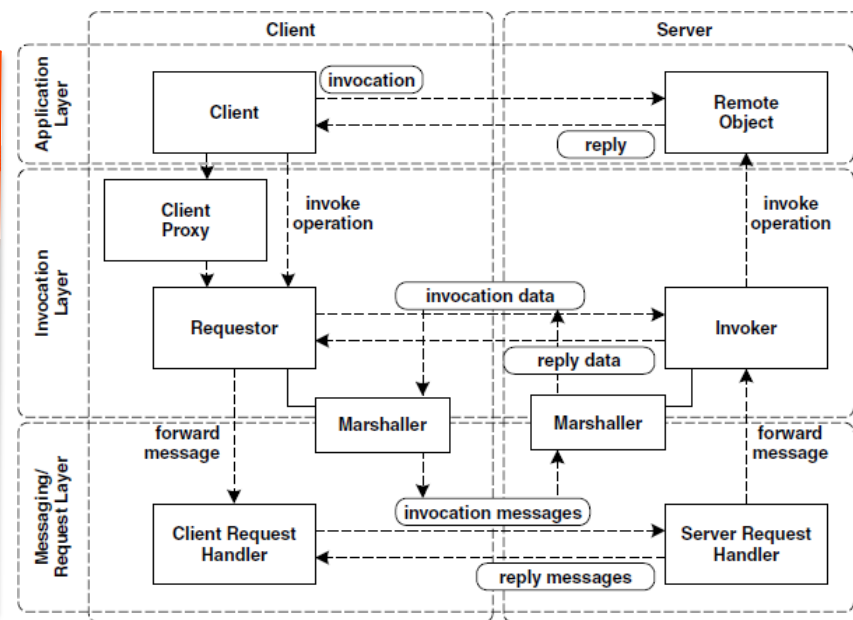 Client
Server
Application
Layer
Client
invocation
reply
Remote
Object
Invocation
Layer
Client
Proxy
invoke
operation
invoke
operation
Requestor
invocation data
reply data
Invoker
Marshaller
Marshaller
Messaging/
Request Layer
forward
message
forward
message
Client Request
Handler
invocation messages
reply messages
Server Request
Handler